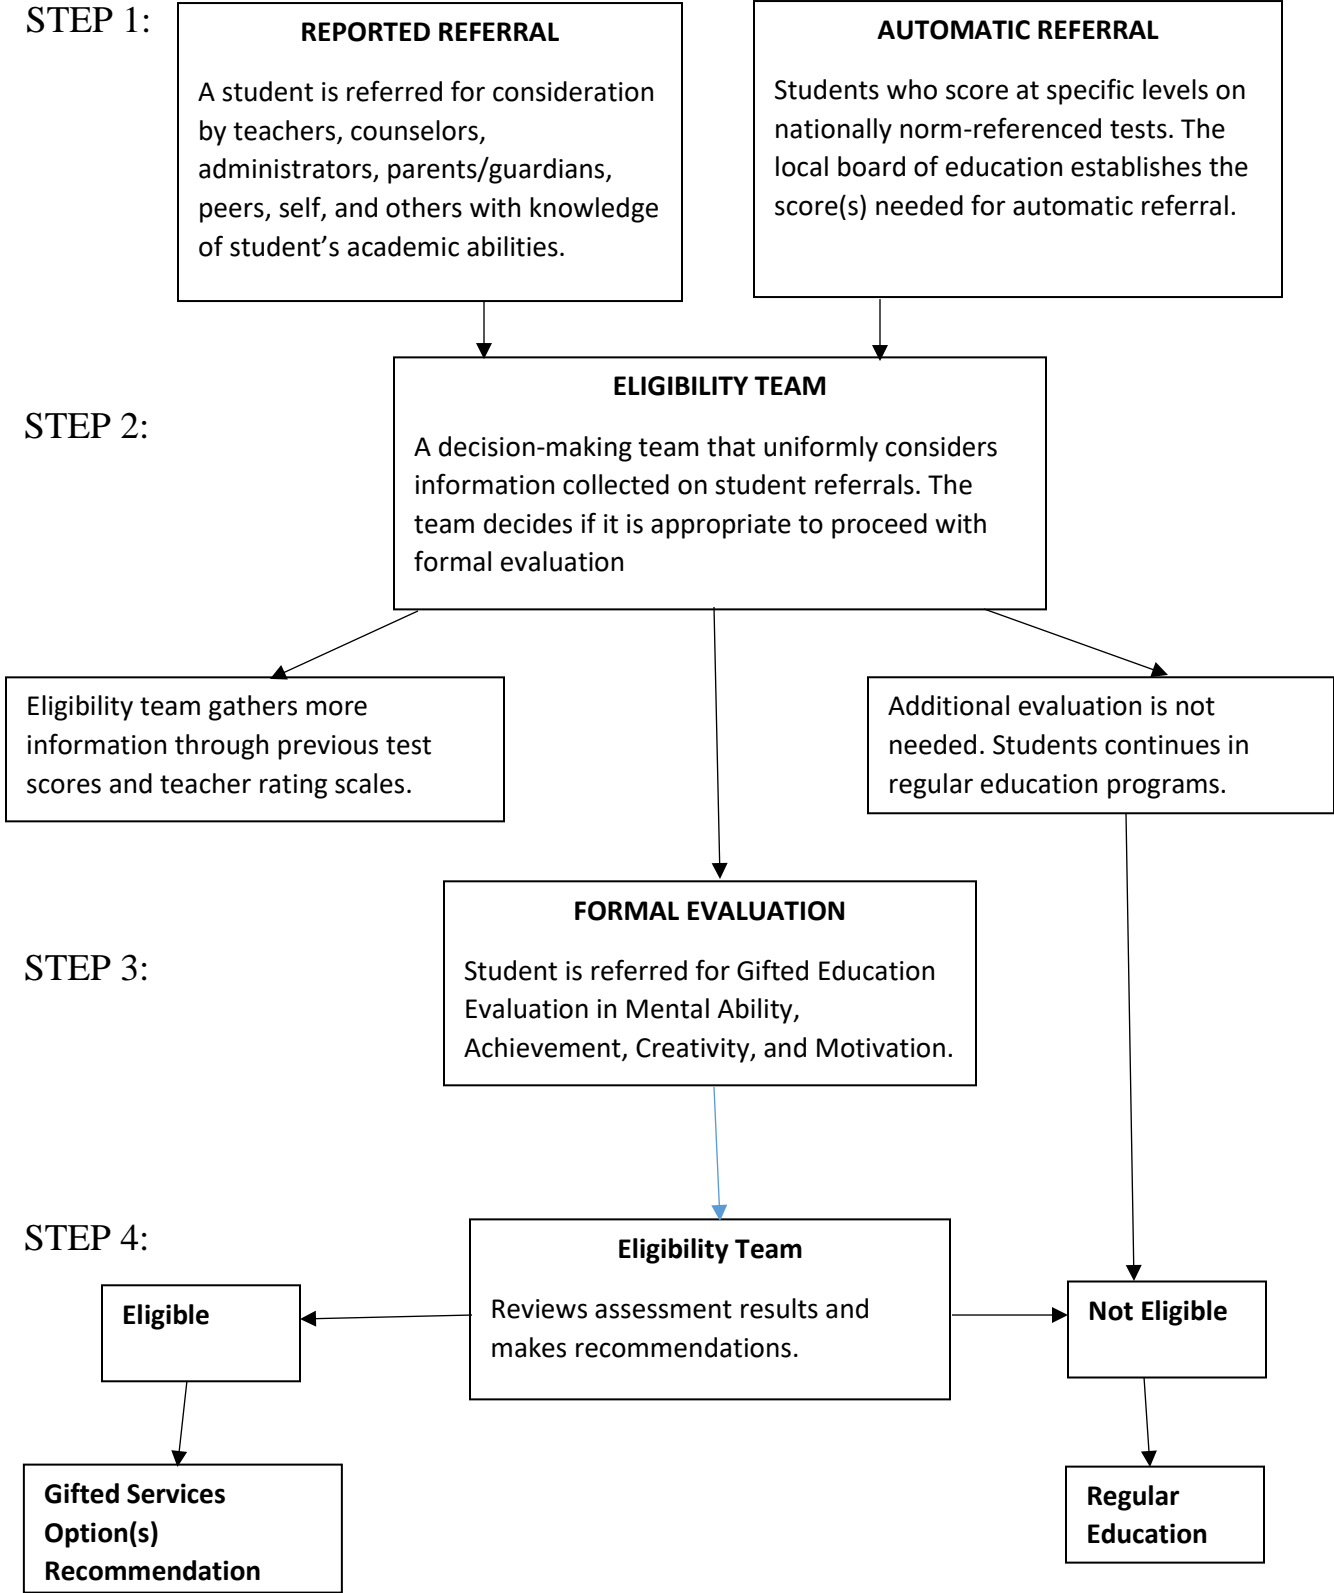 STEP 1:
REPORTED REFERRAL
A student is referred for consideration
by teachers, counselors,
administrators, parents/guardians,
peers, self, and others with knowledge
of student’s academic abilities.
AUTOMATIC REFERRAL
Students who score at specific levels on
nationally norm-referenced tests. The
local board of education establishes the
score(s) needed for automatic referral.
STEP 2:
ELIGIBILITY TEAM
A decision-making team that uniformly considers
information collected on student referrals. The
team decides if it is appropriate to proceed with
formal evaluation
Eligibility team gathers more
information through previous test
scores and teacher rating scales.
Additional evaluation is not
needed. Students continues in
regular education programs.
STEP 3:
FORMAL EVALUATION
Student is referred for Gifted Education
Evaluation in Mental Ability,
Achievement, Creativity, and Motivation.
STEP 4:
Eligibility Team
Reviews assessment results and
makes recommendations.
Eligible
Not Eligible
Gifted Services
Option(s)
Recommendation
Regular
Education